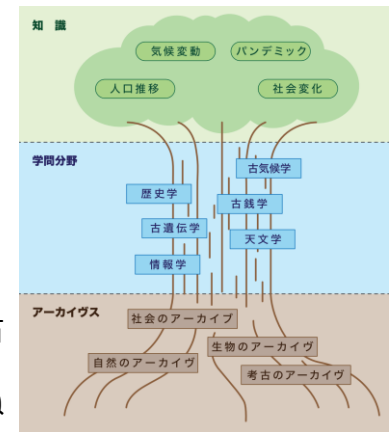 知 識
気候変動
パンデミック
人口推移
社会変化
学問分野
古気候学
歴史学
古銭学
古遺伝学
天文学
情報学
アーカイヴス
社会のアーカイブ
生物のアーカイヴ
自然のアーカイヴ
考古のアーカイヴ